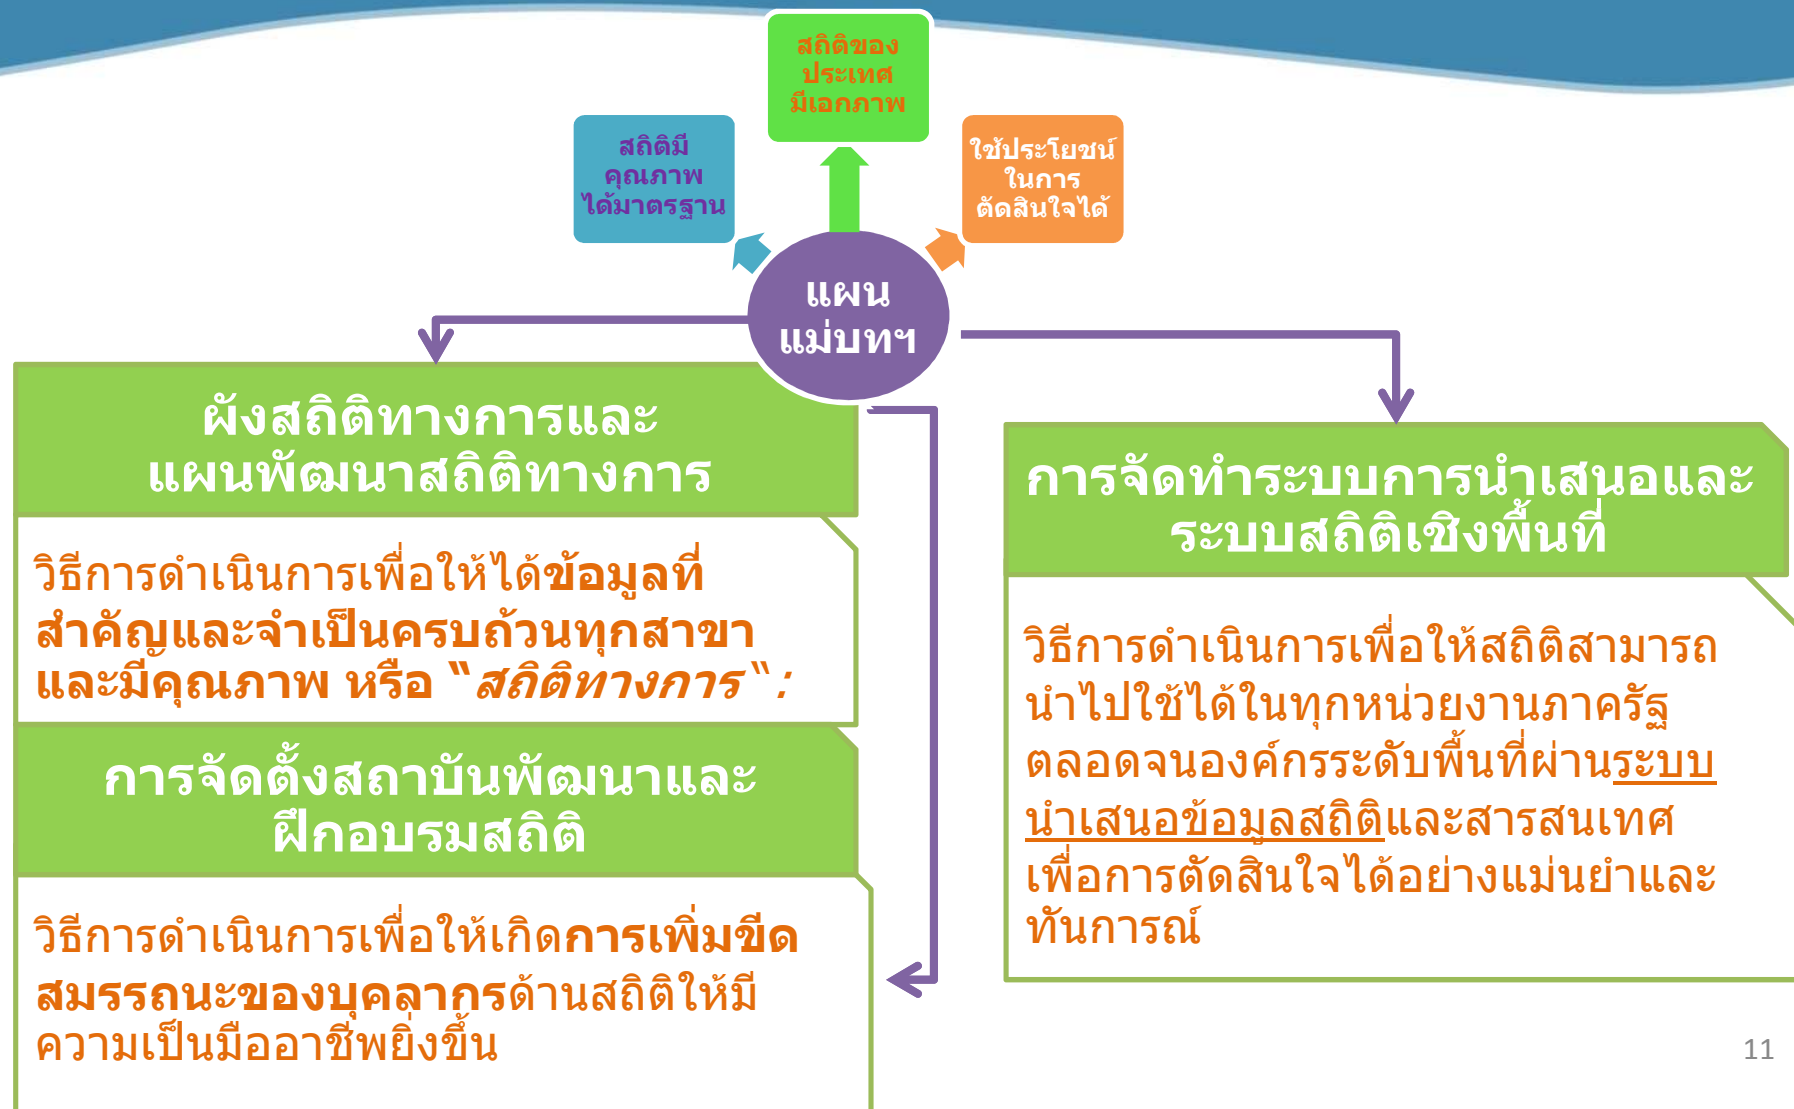 สถิติของ
ประเทศ
มีเอกภาพ
สถิติมี
คุณภาพ
ได้มาตรฐาน
ใช้ประโยชน์
ในการ
ตัดสินใจได้
แผน
แม่บทฯ
ผังสถิติทางการและ
แผนพัฒนาสถิติทางการ
วิธีการดำเนินการเพื่อให้ได้ข้อมูลที่
สำคัญและจำเป็นครบถ้วนทุกสาขา
และมีคุณภาพ หรือ “สถิติทางการ“ :
การจัดตั้งสถาบันพัฒนาและ
ฝึกอบรมสถิติ
วิธีการดำเนินการเพื่อให้เกิดการเพิ่มขีด
สมรรถนะของบุคลากรด้านสถิติให้มี
ความเป็นมืออาชีพยิ่งขึ้น
การจัดทำระบบการนำเสนอและ
ระบบสถิติเชิงพื้นที่
วิธีการดำเนินการเพื่อให้สถิติสามารถ
นำไปใช้ได้ในทุกหน่วยงานภาครัฐ
ตลอดจนองค์กรระดับพื้นที่ผ่านระบบ
นำเสนอข้อมูลสถิติและสารสนเทศ
เพื่อการตัดสินใจได้อย่างแม่นยำและ
ทันการณ์
11